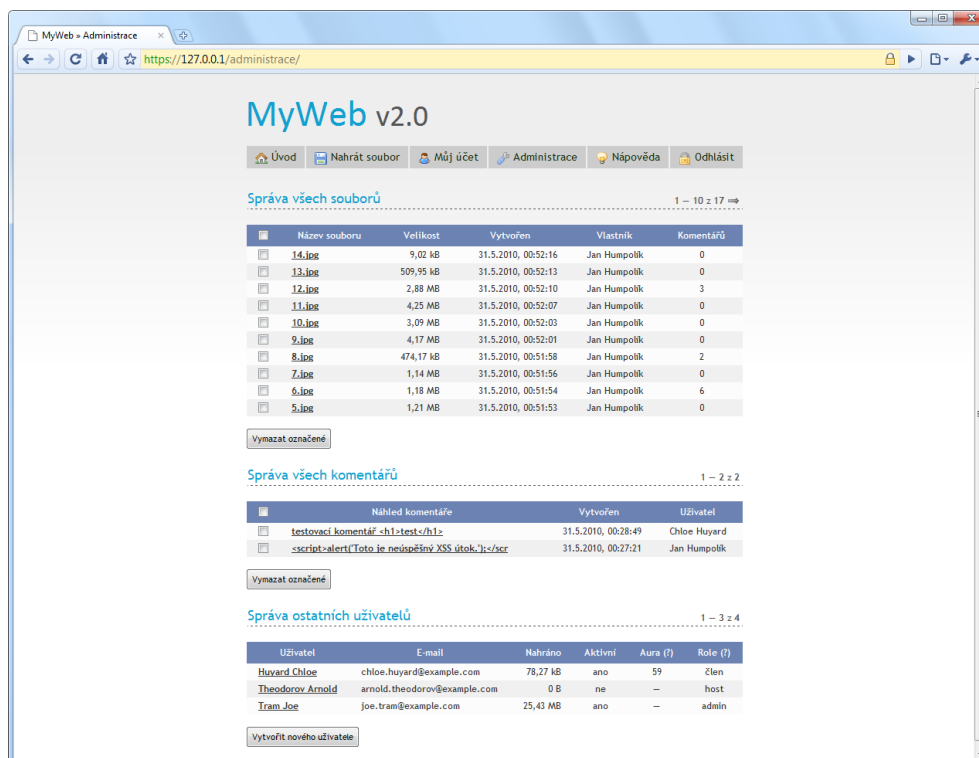 MyWeb » Administrace
https://127.0.0.1/administrace/
MyWeb v2.0
Úvod Nahrát soubor Můj účet Administrace Nápověda Odhlásit
Správa všech souborů 1 – 10 z 17 ⇒
Název souboru Velikost Vytvořen Vlastník Komentářů
14.jpg 9,02 kB 31.5.2010, 00:52:16 Jan Humpolík 0
13.jpg 509,95 kB 31.5.2010, 00:52:13 Jan Humpolík 0
12.jpg 2,88 MB 31.5.2010, 00:52:10 Jan Humpolík 3
11.jpg 4,25 MB 31.5.2010, 00:52:07 Jan Humpolík 0
10.jpg 3,09 MB 31.5.2010, 00:52:03 Jan Humpolík 0
9.jpg 4,17 MB 31.5.2010, 00:52:01 Jan Humpolík 0
8.jpg 474,17 kB 31.5.2010, 00:51:58 Jan Humpolík 2
7.jpg 1,14 MB 31.5.2010, 00:51:56 Jan Humpolík 0
6.jpg 1,18 MB 31.5.2010, 00:51:54 Jan Humpolík 6
5.jpg 1,21 MB 31.5.2010, 00:51:53 Jan Humpolík 0
Vymazat označené
Správa všech komentářů 1 – 2 z 2
Náhled komentáře Vytvořen Uživatel
testovací komentář <h1>test</h1> 31.5.2010, 00:28:49 Chloe Huyard
<script>alert('Toto je neúspěšný XSS útok.');</scr 31.5.2010, 00:27:21 Jan Humpolík
Vymazat označené
Správa ostatních uživatelů 1 – 3 z 4
Uživatel E-mail Nahráno Aktivní Aura (?) Role (?)
Huyard Chloe chloe.huyard@example.com 78,27 kB ano 59 člen
Theodorov Arnold arnold.theodorov@example.com 0 B ne – host
Tram Joe joe.tram@example.com 25,43 MB ano – admin
Vytvořit nového uživatele